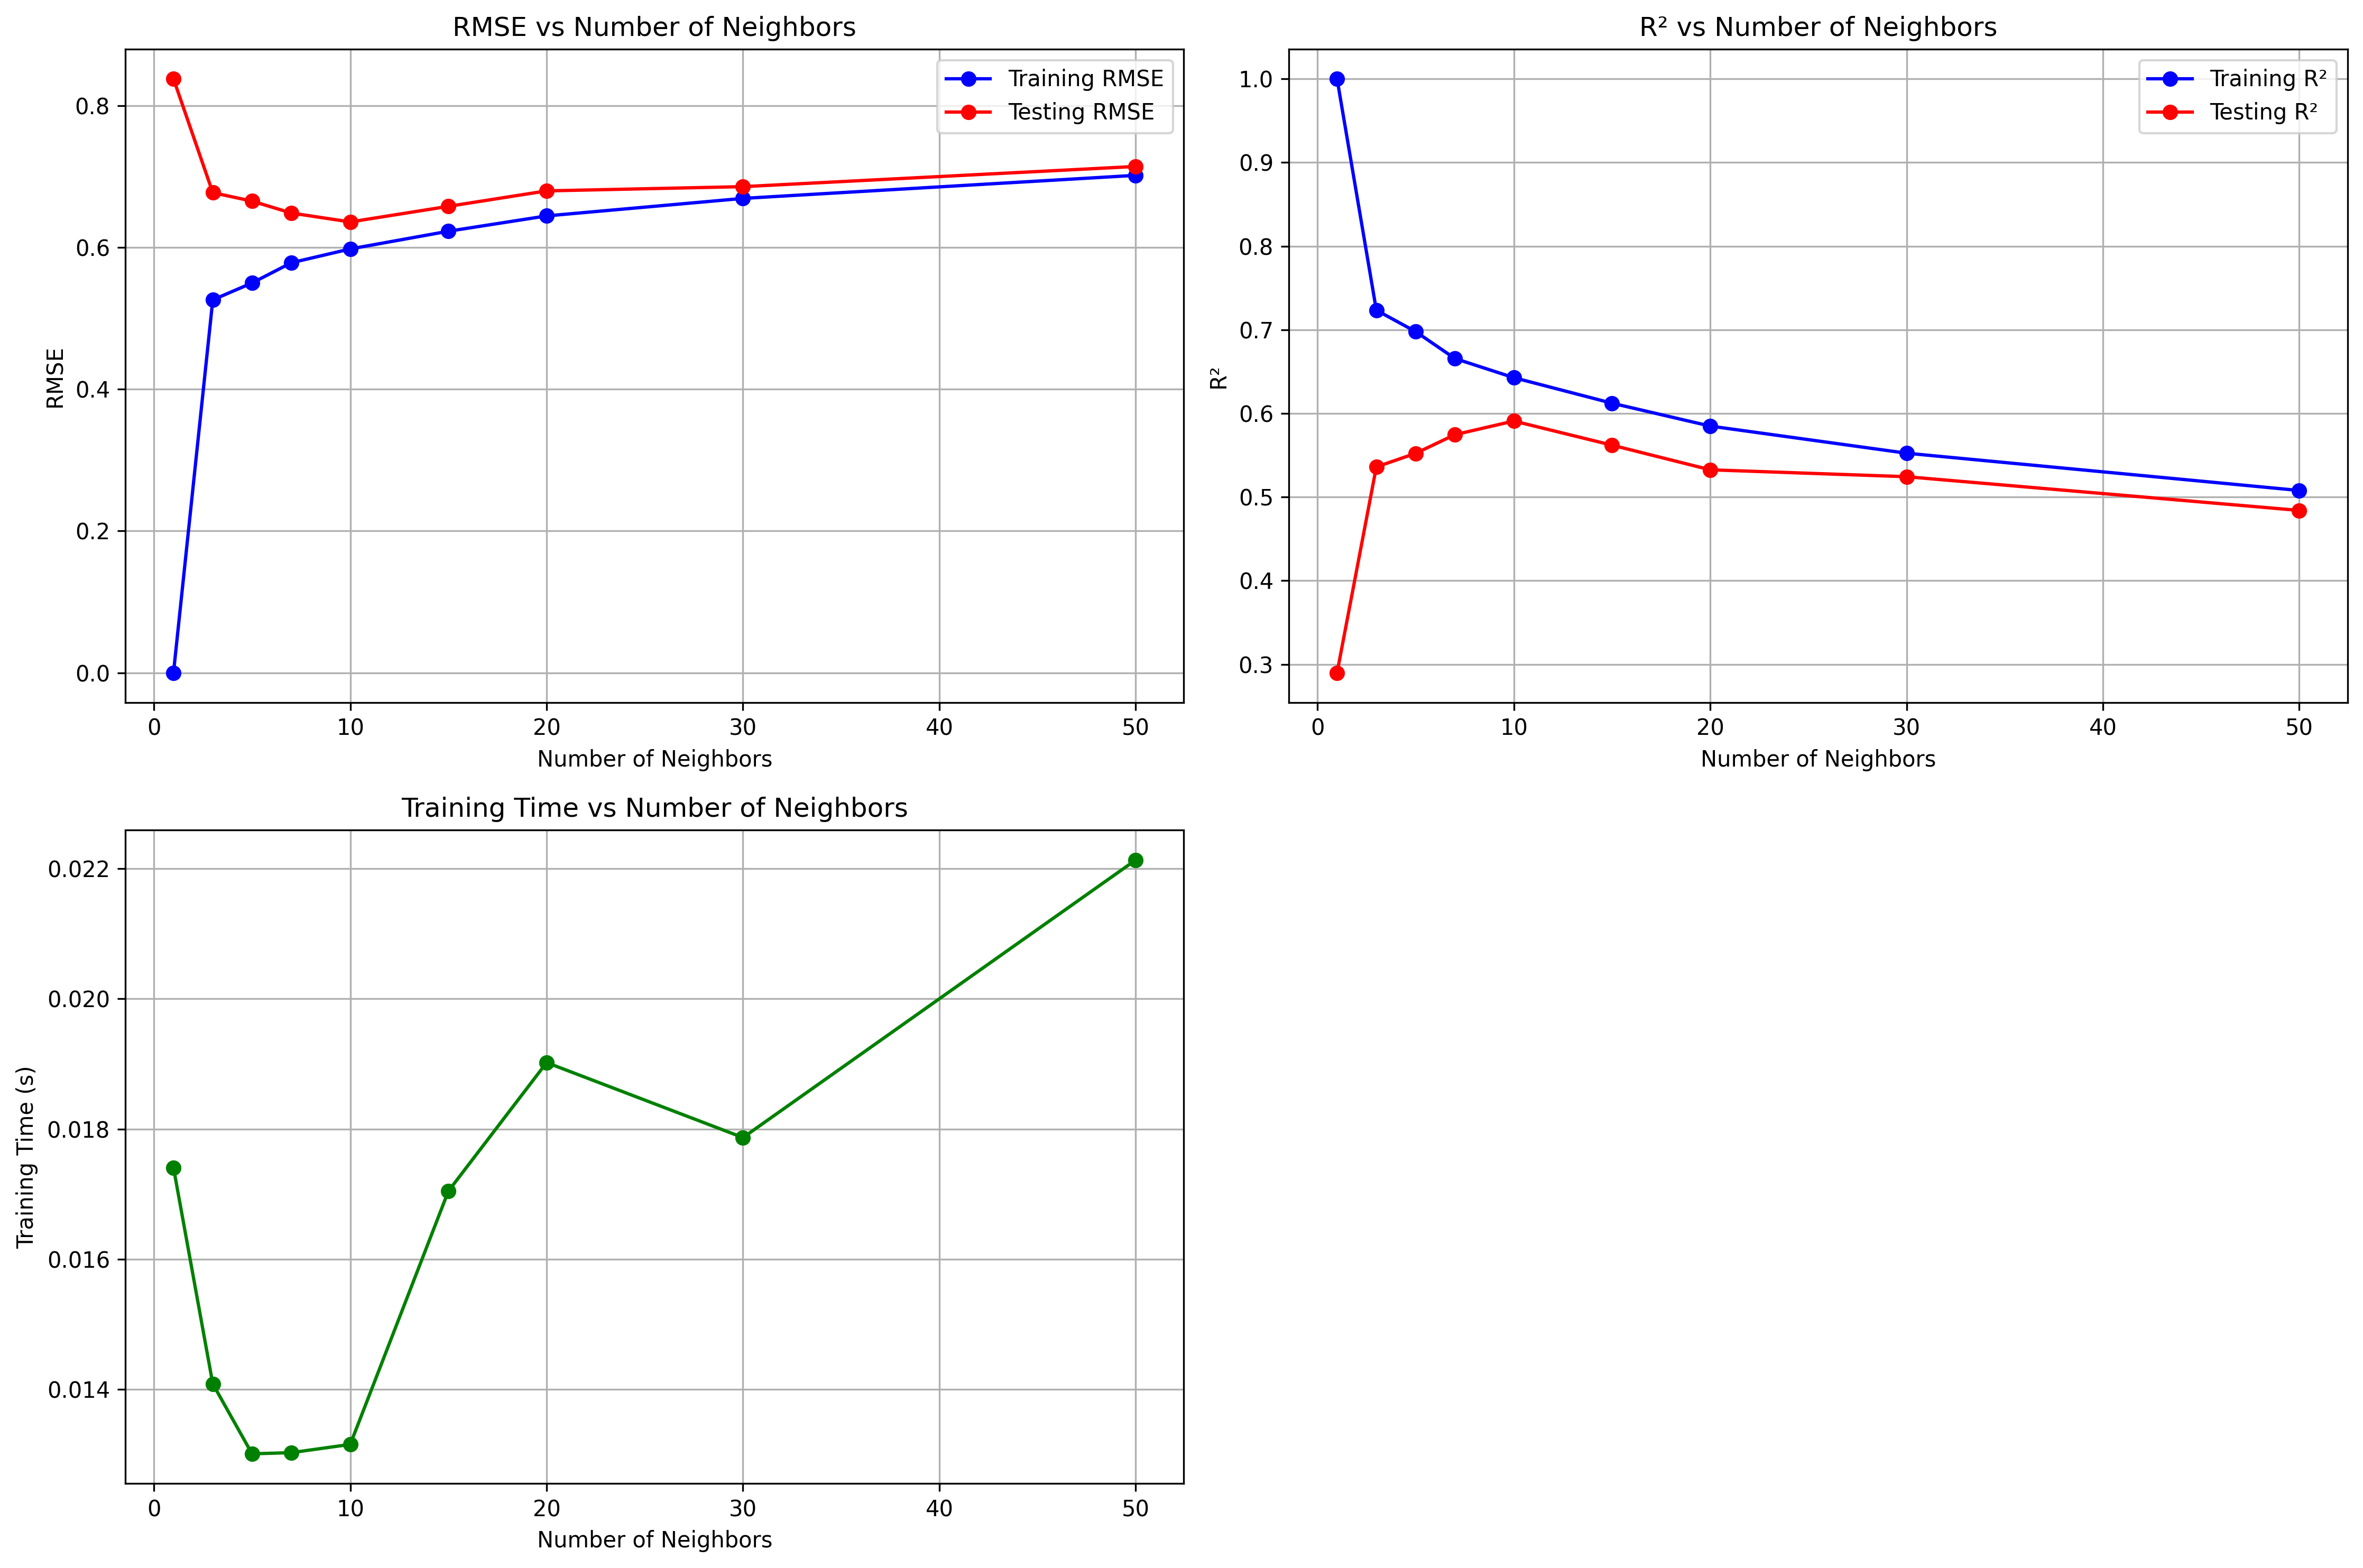 RMSE vs Number of Neighbors
Training RMSE
Testing RMSE
RMSE
0.8
0.6
0.4
0.2
0.0
0 10 20 30 40 50
Number of Neighbors
R² vs Number of Neighbors
Training R²
Testing R²
R²
1.0
0.9
0.8
0.7
0.6
0.5
0.4
0.3
0 10 20 30 40 50
Number of Neighbors
Training Time vs Number of Neighbors
Training Time (s)
0.022
0.020
0.018
0.016
0.014
0 10 20 30 40 50
Number of Neighbors